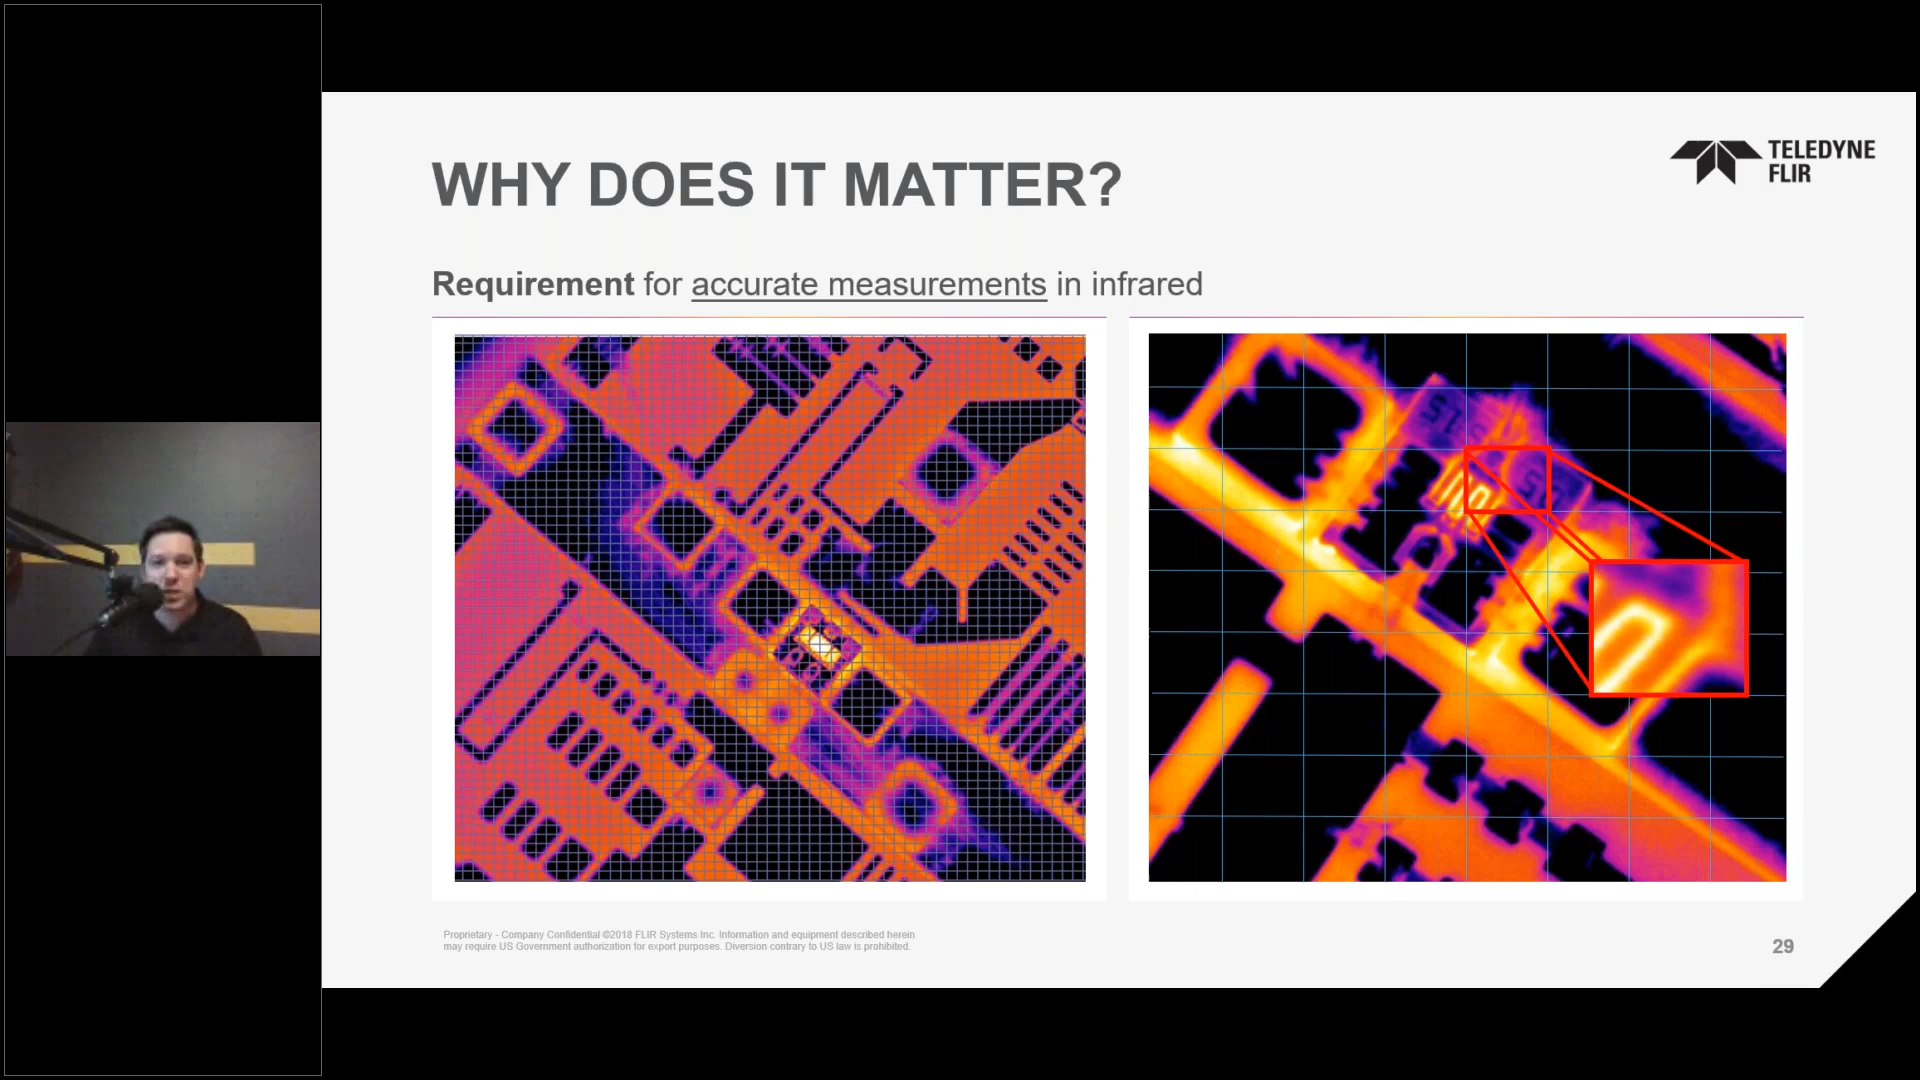 WHY DOES IT MATTER?
TELEDYNE
FLIR
Requirement for accurate measurements in infrared
Proprietary - Company Confidential ©2018 FLIR Systems Inc. Information and equipment described herein
may require US Government authorization for export purposes. Diversion contrary to US law is prohibited.
29